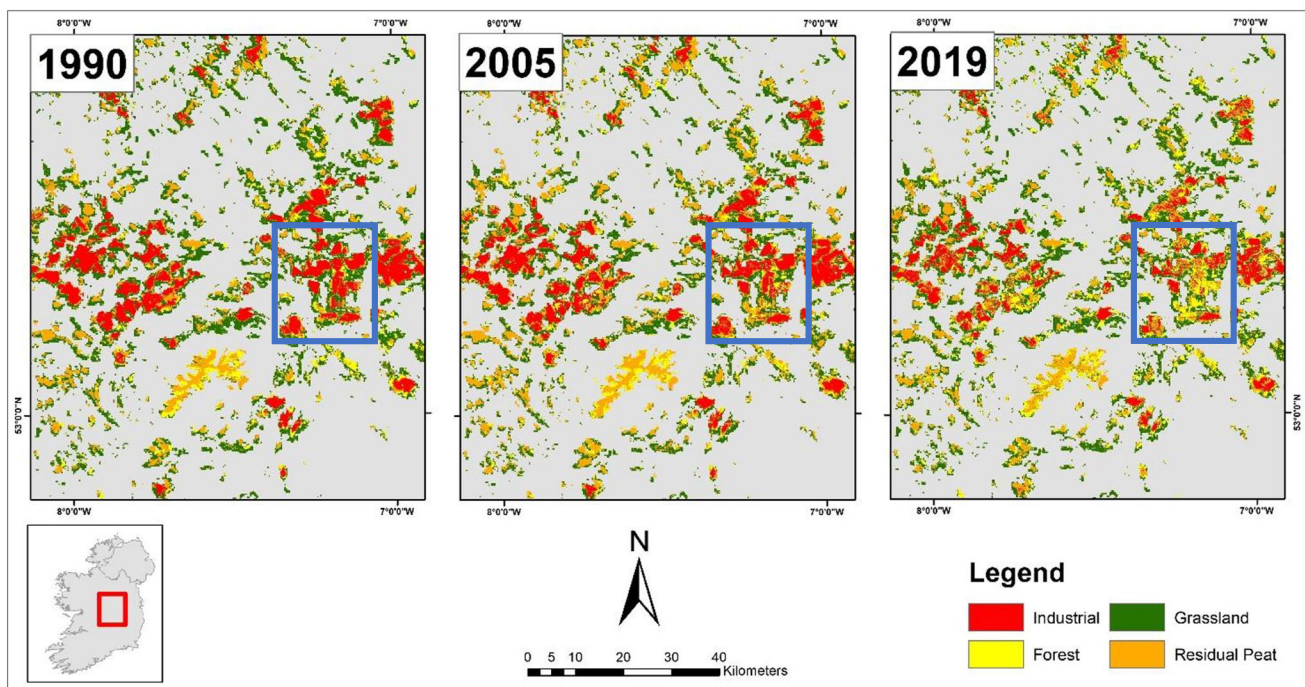 8°0'0"W 7°0'0"W 8°0'0"W 7°0'0"W 8°0'0"W 7°0'0"W
1990 2005 2019
53°0'0"N 53°0'0"N
8°0'0"W 7°0'0"W 8°0'0"W 7°0'0"W 8°0'0"W 7°0'0"W
N
0 5 10 20 30 40
Kilometers
Legend
Industrial Grassland
Forest Residual Peat